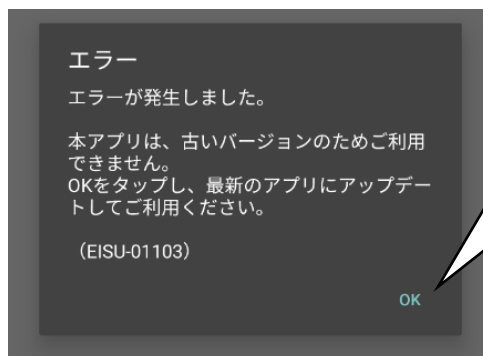 エラー
エラーが発生しました。
本アプリは、古いバージョンのためご利用
できません。
OKをタップし、最新のアプリにアップデー
トしてご利用ください。
（EISU-01103）
OK